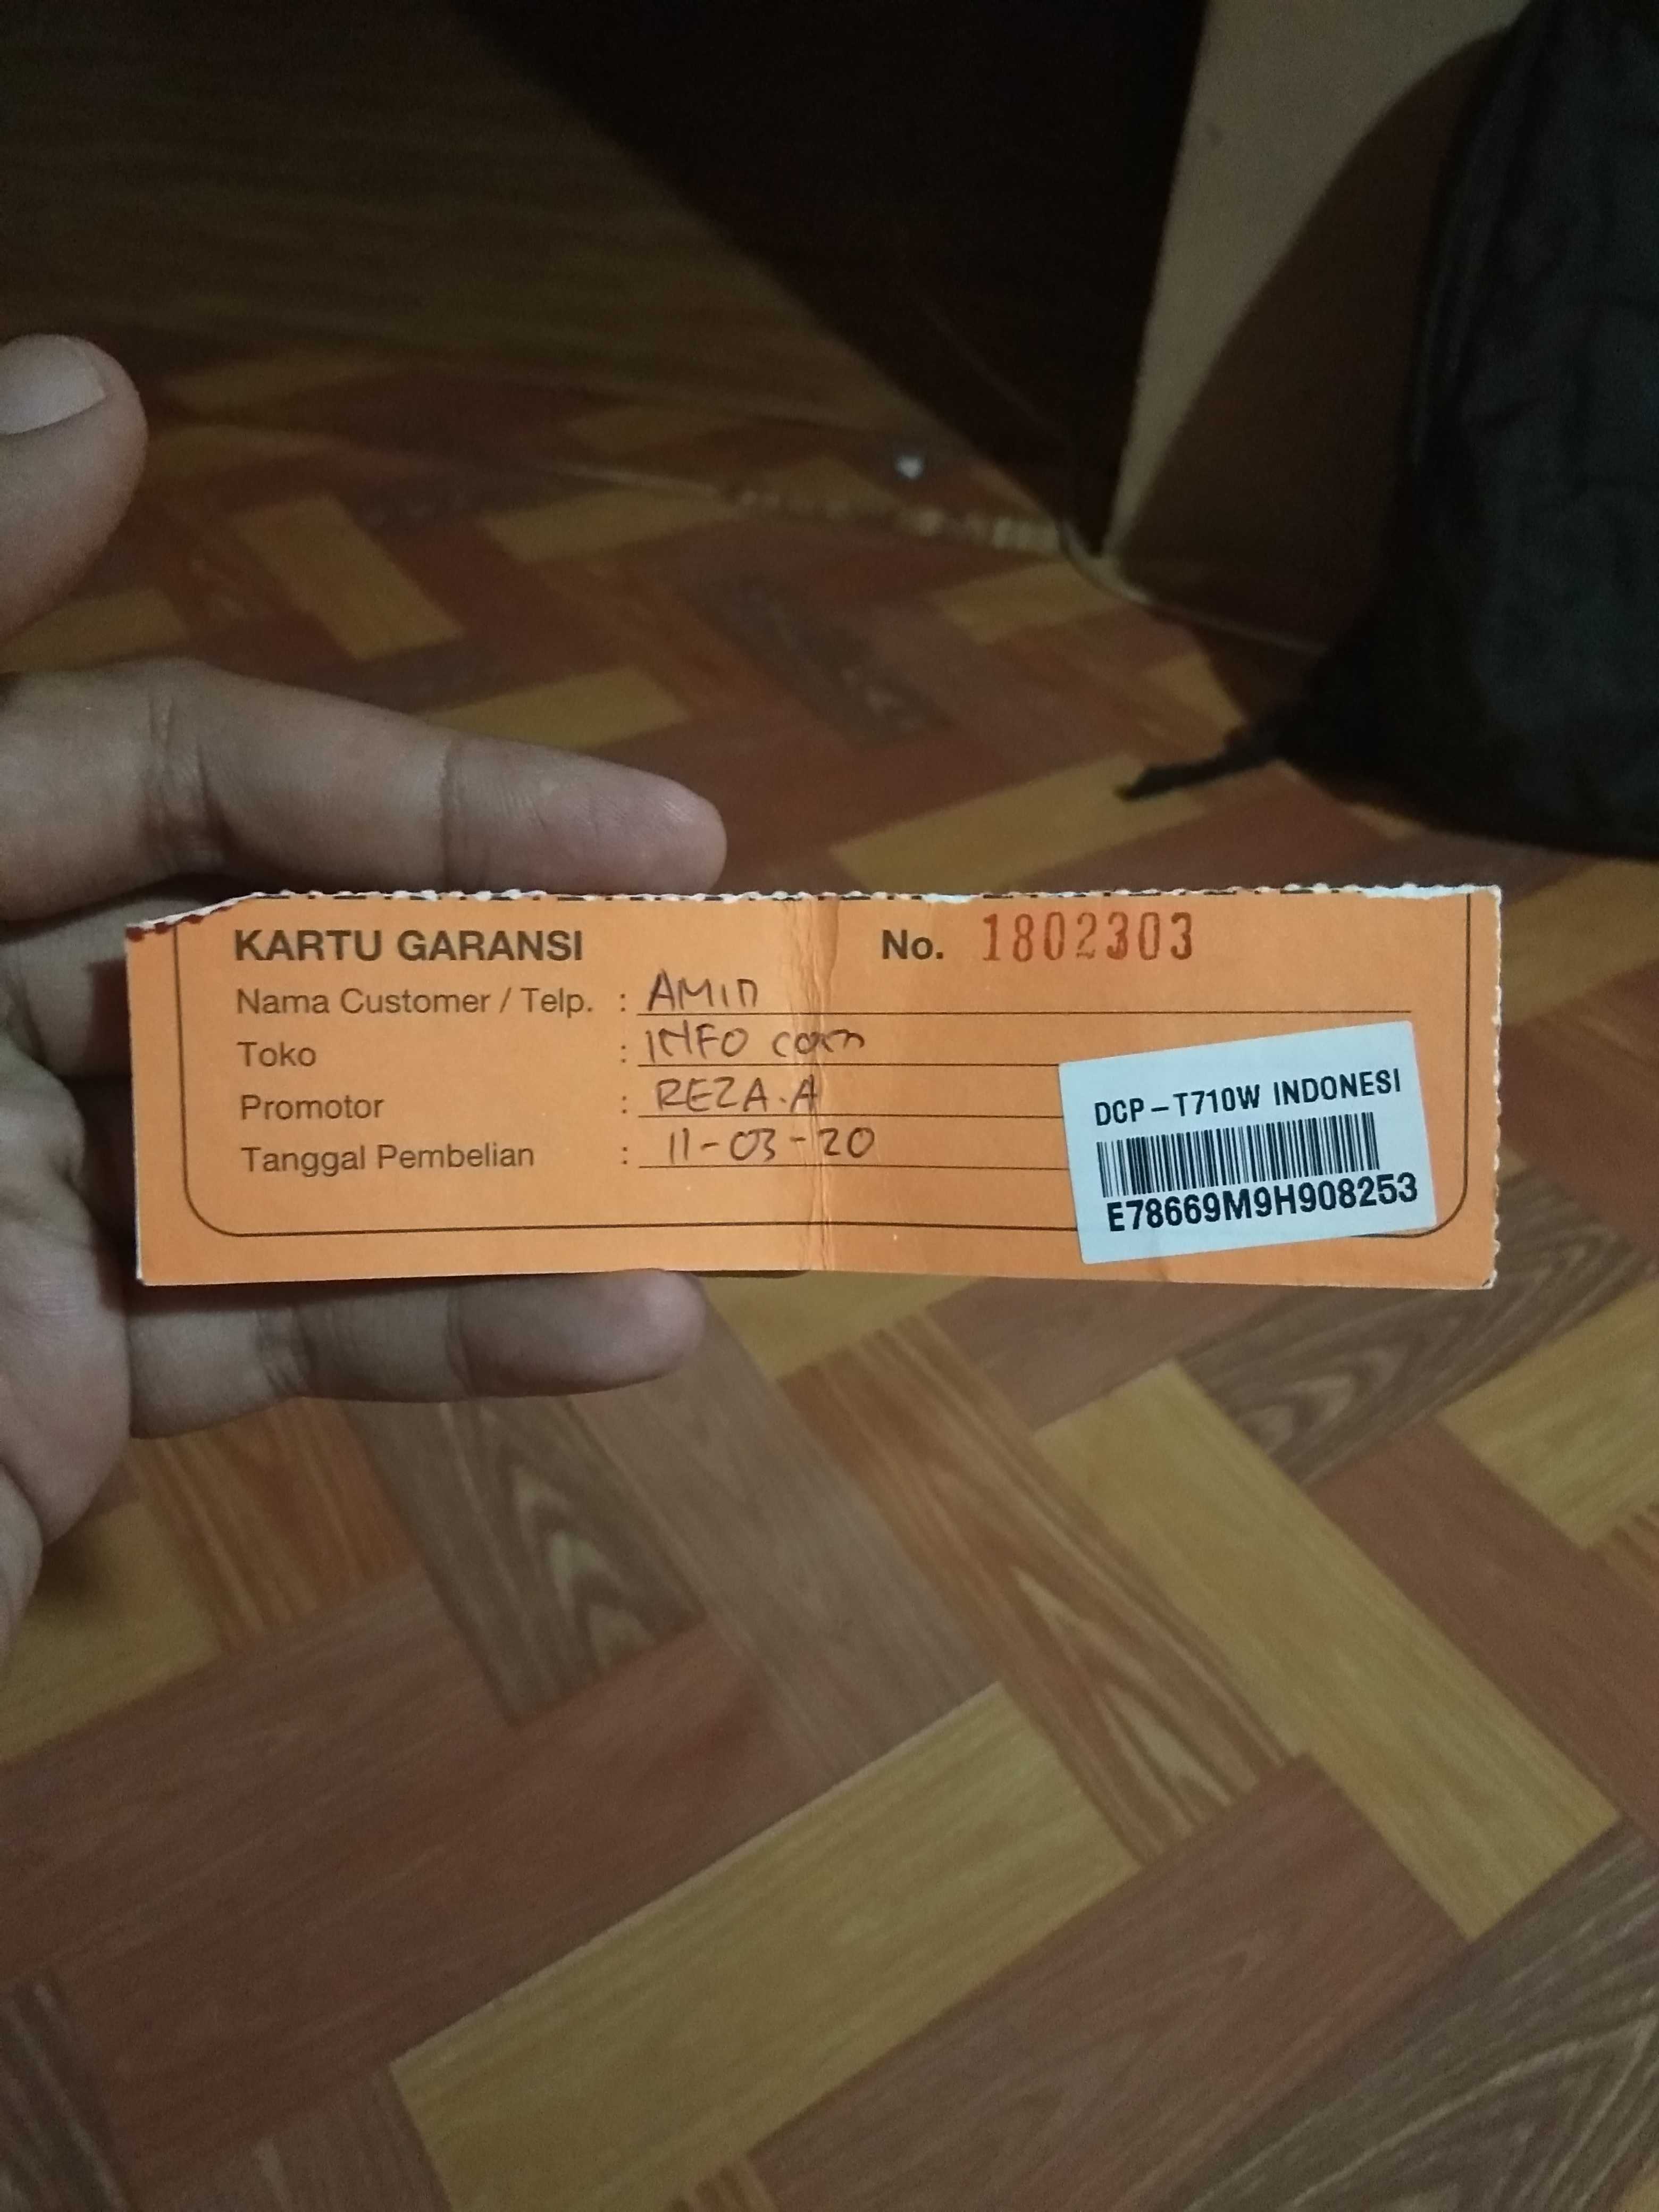 KARTU GARANSI No. 1802303
Nama Customer / Telp. : AMIn
Toko : INFO com
Promotor : REZA.A
Tanggal Pembelian : 11-03-20
DCP-T710W INDONESI
E78669M9H908253